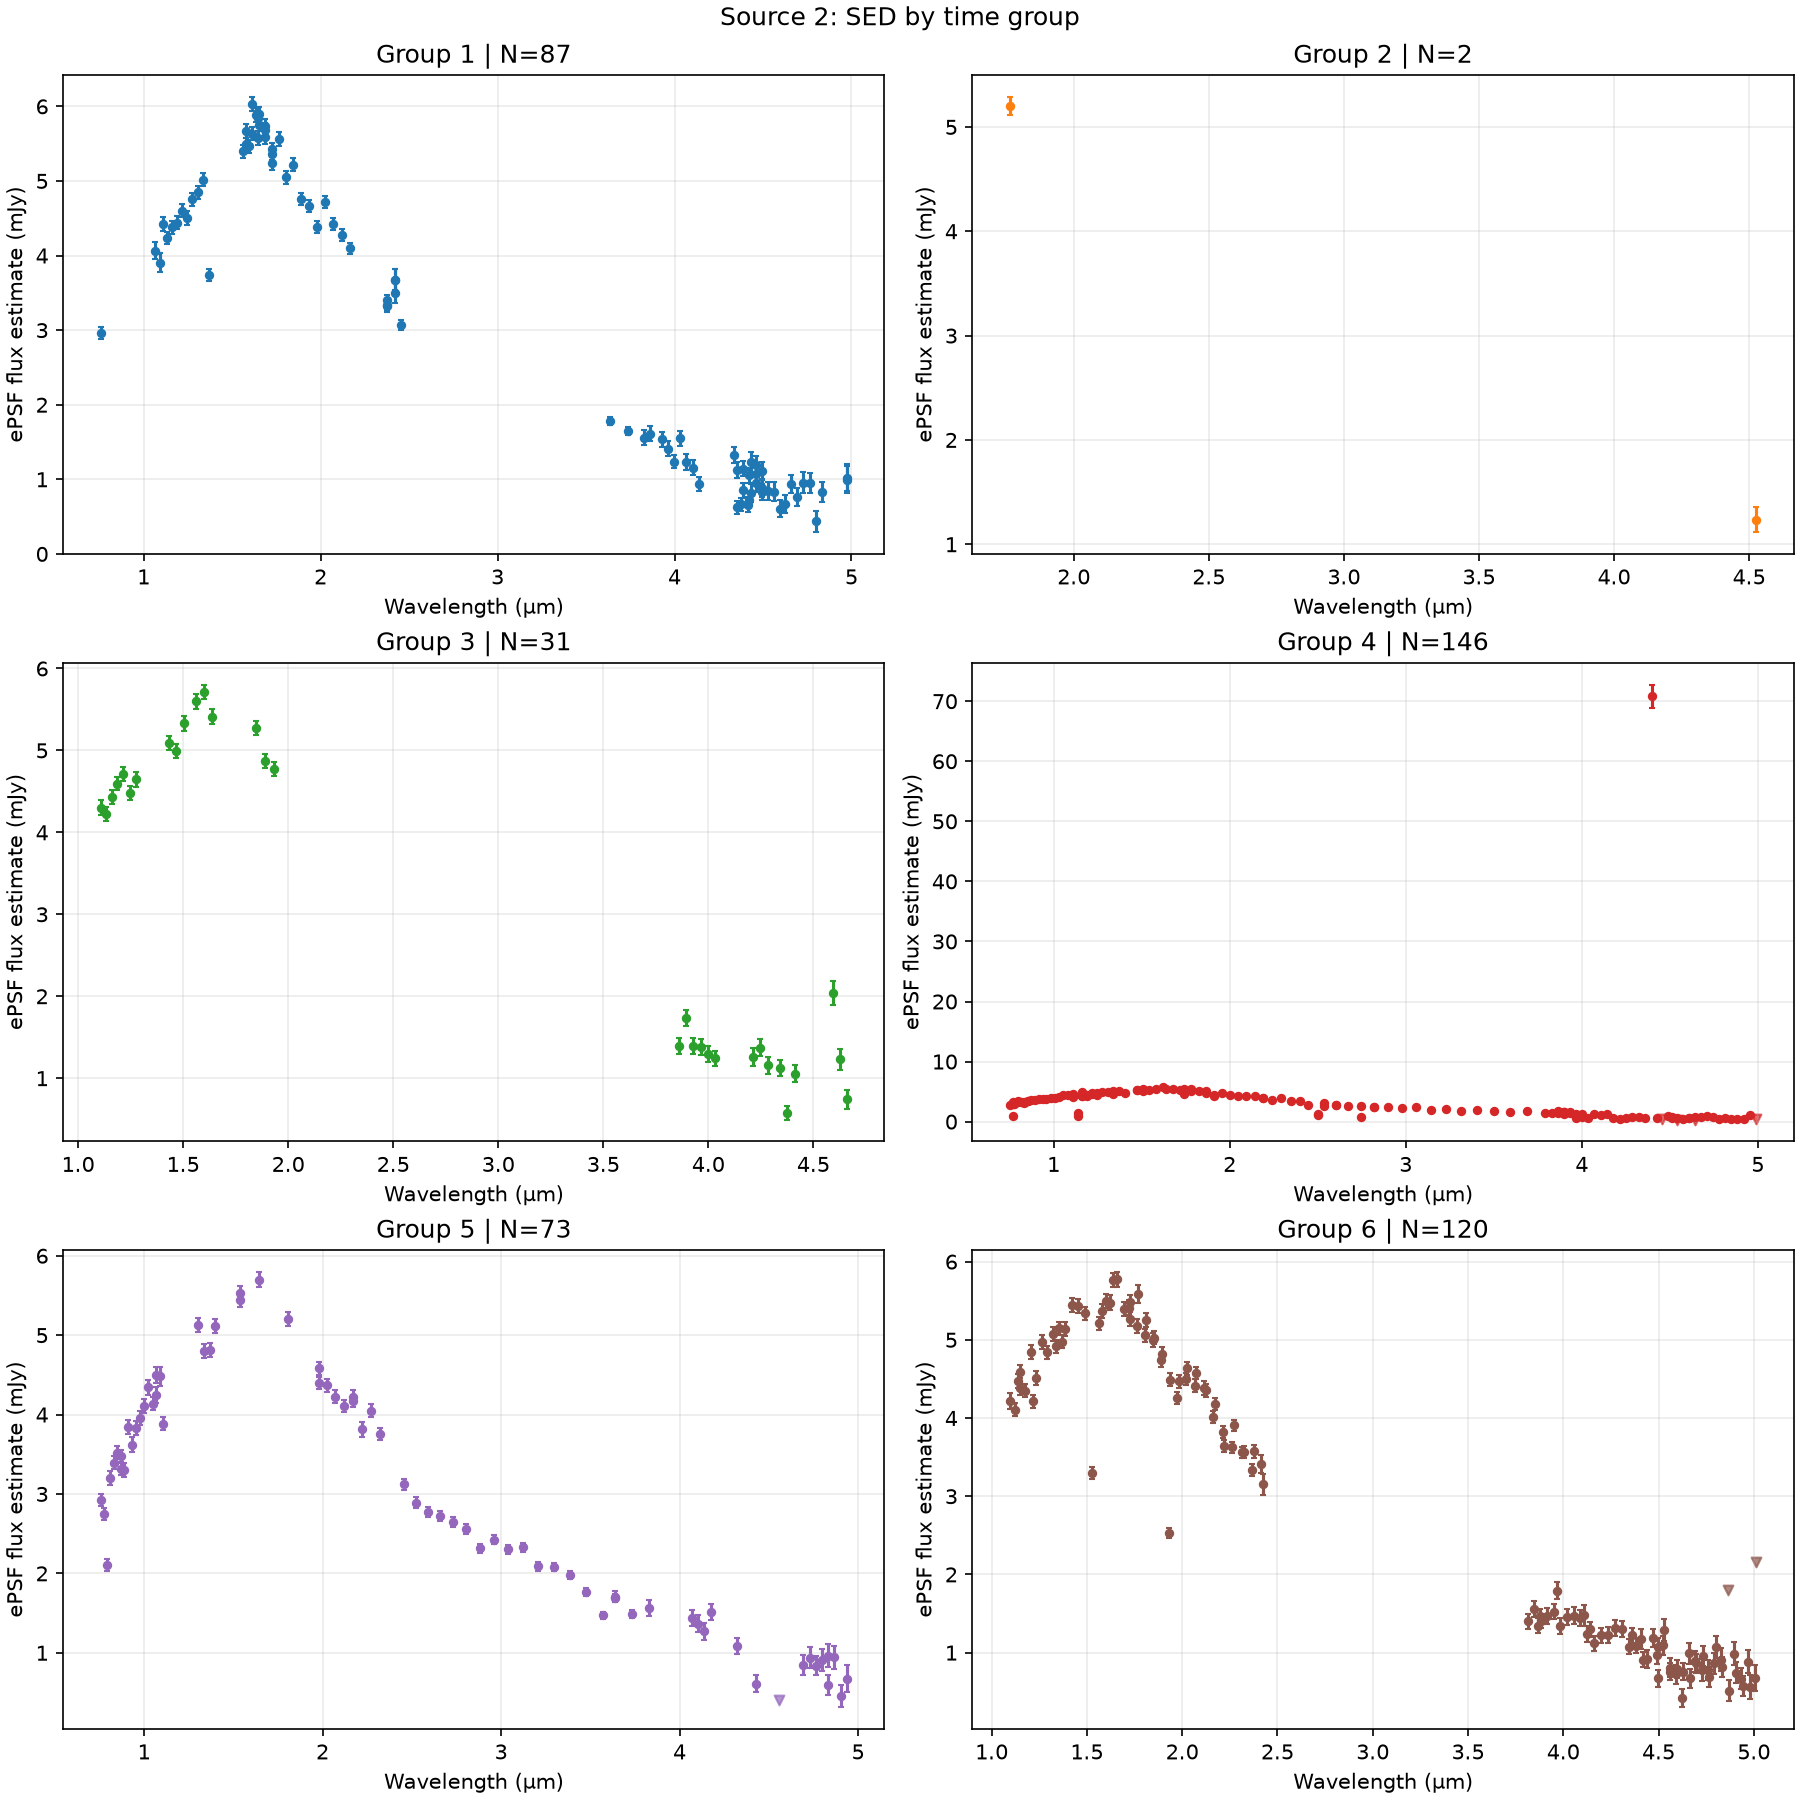 Source 2: SED by time group
Group 1 | N=87
ePSF flux estimate (mJy)
6
5
4
3
2
1
0
1 2 3 4 5
Wavelength (µm)
Group 2 | N=2
ePSF flux estimate (mJy)
5
4
3
2
1
2.0 2.5 3.0 3.5 4.0 4.5
Wavelength (µm)
Group 3 | N=31
ePSF flux estimate (mJy)
6
5
4
3
2
1
1.0 1.5 2.0 2.5 3.0 3.5 4.0 4.5
Wavelength (µm)
Group 4 | N=146
ePSF flux estimate (mJy)
70
60
50
40
30
20
10
0
1 2 3 4 5
Wavelength (µm)
Group 5 | N=73
ePSF flux estimate (mJy)
6
5
4
3
2
1
1 2 3 4 5
Wavelength (µm)
Group 6 | N=120
ePSF flux estimate (mJy)
6
5
4
3
2
1
1.0 1.5 2.0 2.5 3.0 3.5 4.0 4.5 5.0
Wavelength (µm)